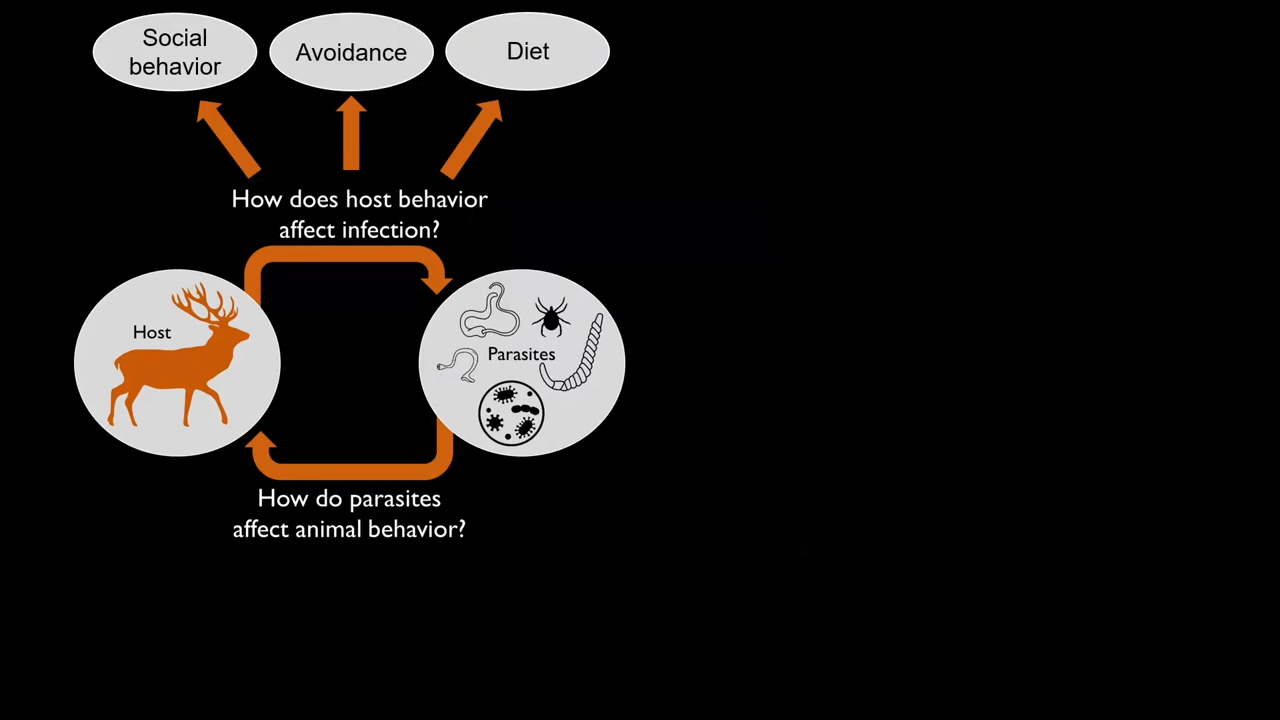 Social
behavior
Avoidance
Diet
How does host behavior
affect infection?
Host
Parasites
How do parasites
affect animal behavior?